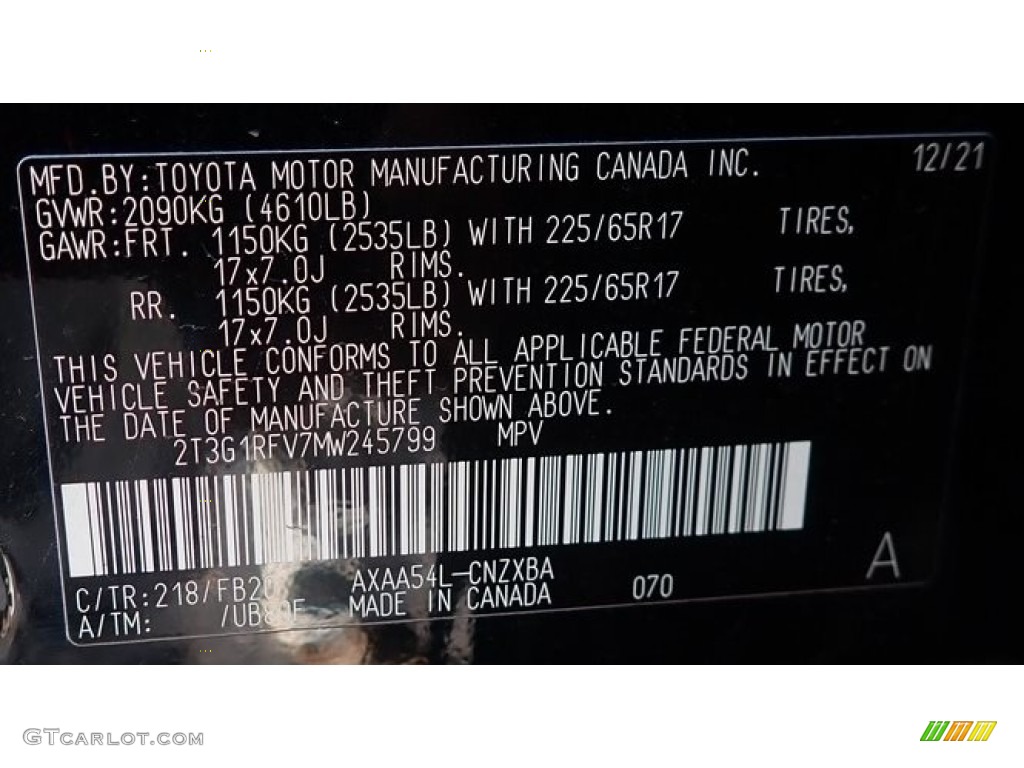 MFD.BY:TOYOTA MOTOR MANUFACTURING CANADA INC. 12/21
GVWR:2090KG (4610LB)
GAWR:FRT. 1150KG (2535LB) WITH 225/65R17 TIRES,
17x7.0J RIMS.
RR. 1150KG (2535LB) WITH 225/65R17 TIRES,
17x7.0J RIMS.
THIS VEHICLE CONFORMS TO ALL APPLICABLE FEDERAL MOTOR
VEHICLE SAFETY AND THEFT PREVENTION STANDARDS IN EFFECT ON
THE DATE OF MANUFACTURE SHOWN ABOVE.
2T3G1RFV7MW245799 MPV
C/TR:218/ AXAA54L-CNZXBA 070 A
A/TM: MADE IN CANADA
GTCARLOT.COM